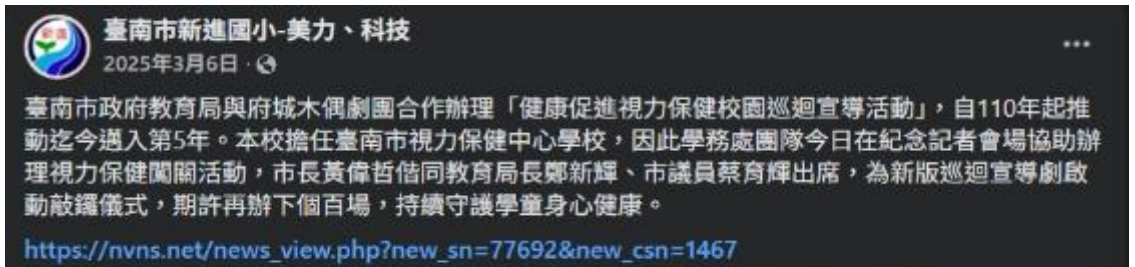 臺南市新進國小-美力、科技
2025年3月6日
臺南市政府教育局與府城木偶劇團合作辦理「健康促進視力保健校園巡迴宣導活動」，自110年起推
動迄今邁入第5年。本校擔任臺南市視力保健中心學校，因此學務處團隊今日在紀念記者會場協助辦
理視力保健闖關活動，市長黃偉哲偕同教育局長鄭新輝、市議員蔡育輝出席，為新版巡迴宣導劇啟
動敲鑼儀式，期許再辦下個百場，持續守護學童身心健康。
https://nvns.net/news_view.php?new_sn=77692&new_csn=1467